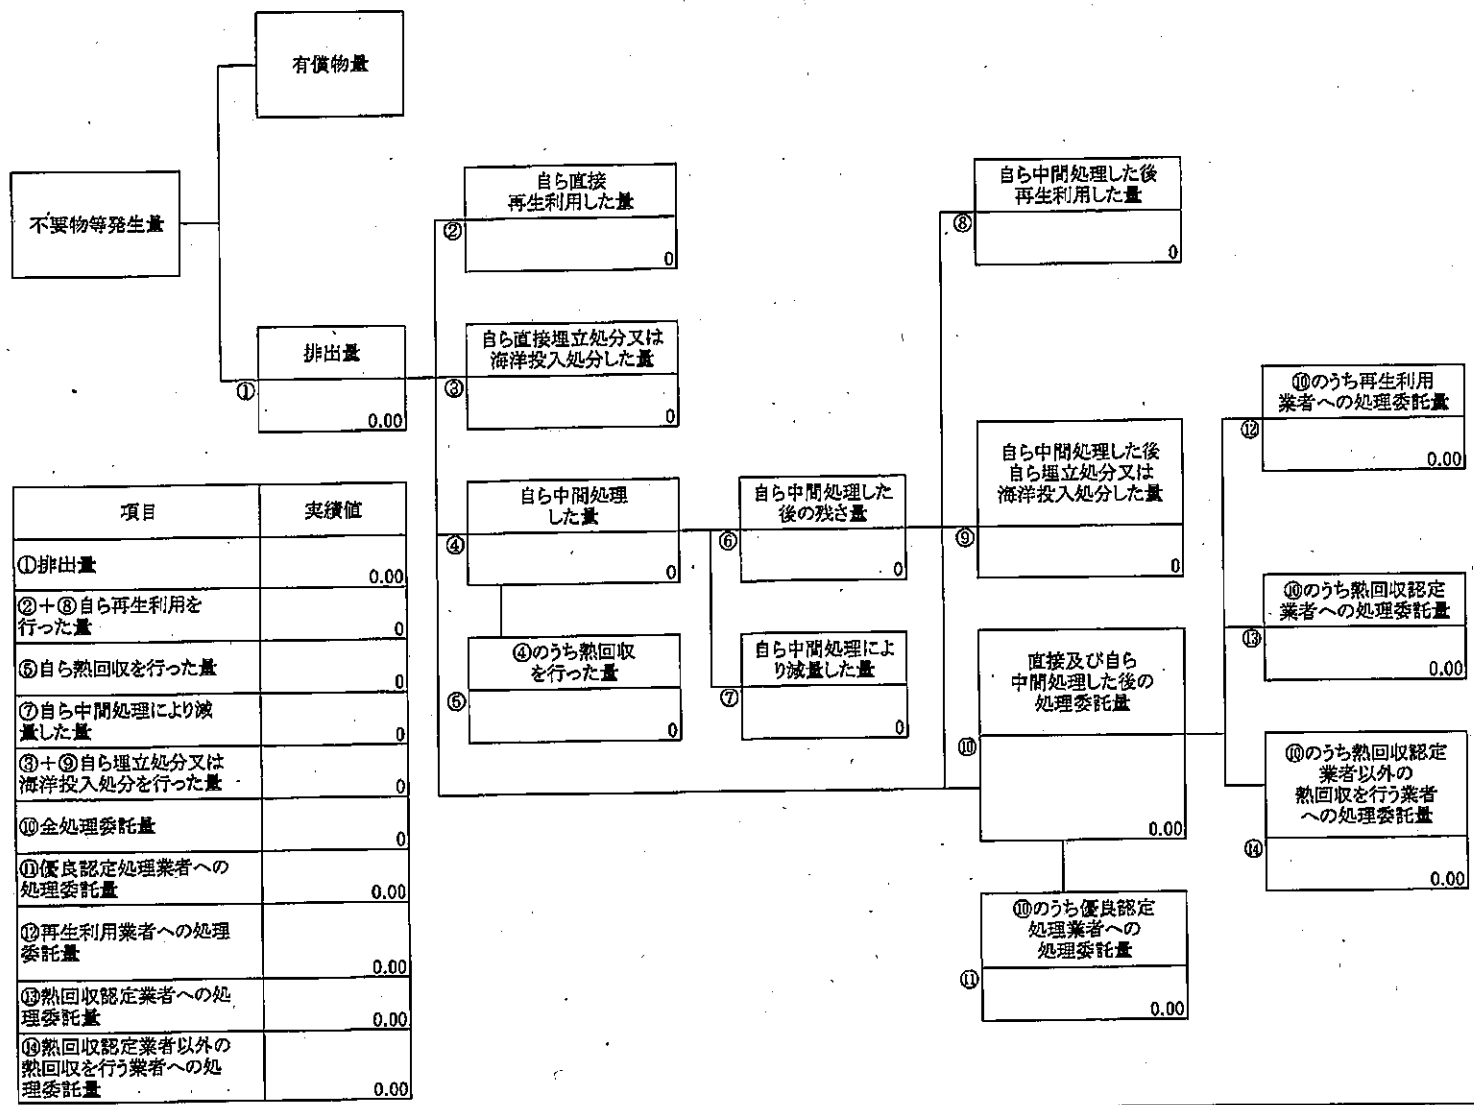 有償物量
不要物等発生量
排出量
①
0.00
自ら直接
再生利用した量
②
0
自ら直接埋立処分又は
海洋投入処分した量
③
0
自ら中間処理
した量
④
0
④のうち熱回収
を行った量
⑤
0
自ら中間処理した
後の残さ量
⑥
0
自ら中間処理によ
り減量した量
⑦
0
自ら中間処理した後
再生利用した量
⑧
0
自ら中間処理した後
自ら埋立処分又は
海洋投入処分した量
⑨
0
直接及び自ら
中間処理した後の
処理委託量
⑩
0.00
⑩のうち優良認定
処理業者への
処理委託量
⑪
0.00
⑩のうち再生利用
業者への処理委託量
⑫
0.00
⑩のうち熱回収認定
業者への処理委託量
⑬
0.00
⑩のうち熱回収認定
業者以外の
熱回収を行う業者
への処理委託量
⑭
0.00
項目 実績値
①排出量
0.00
②+⑧自ら再生利用を
行った量
0
⑤自ら熱回収を行った量
0
⑦自ら中間処理により減
量した量
0
③+⑨自ら埋立処分又は
海洋投入処分を行った量
0
⑩全処理委託量
0
⑪優良認定処理業者への
処理委託量
0.00
⑫再生利用業者への処理
委託量
0.00
⑬熱回収認定業者への処
理委託量
0.00
⑭熱回収認定業者以外の
熱回収を行う業者への処
理委託量
0.00